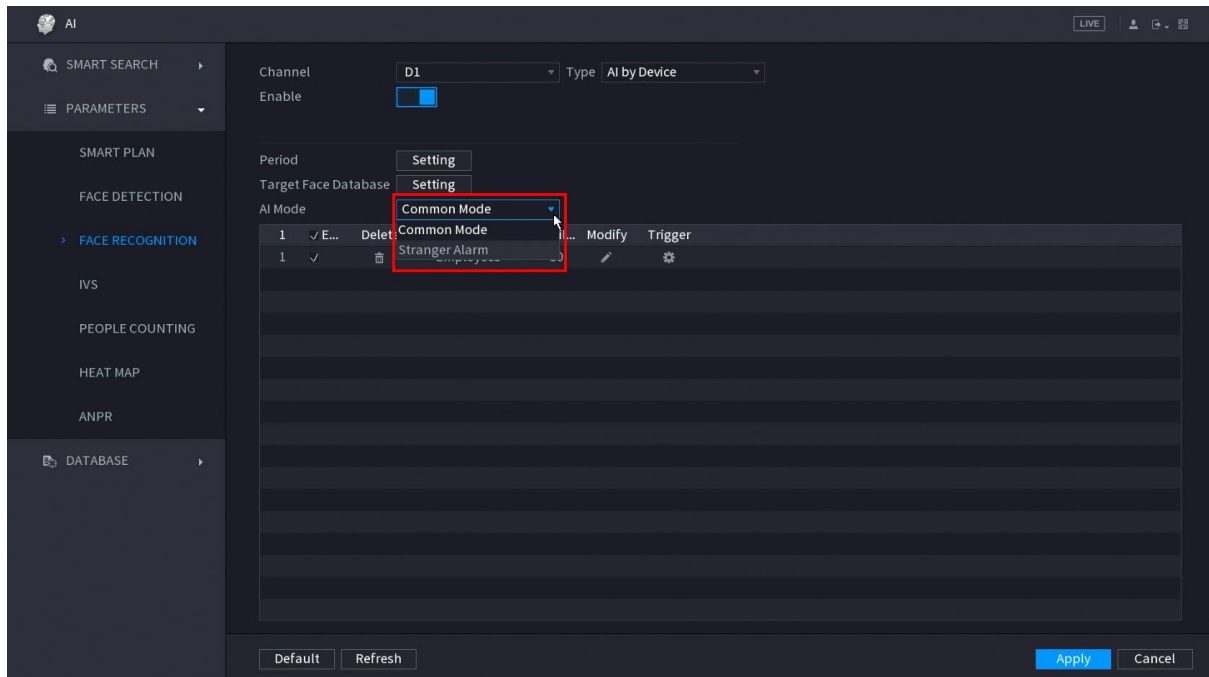 AI LIVE
SMART SEARCH
PARAMETERS
SMART PLAN
FACE DETECTION
FACE RECOGNITION
IVS
PEOPLE COUNTING
HEAT MAP
ANPR
DATABASE
Channel D1 Type AI by Device
Enable
Period Setting
Target Face Database Setting
AI Mode Common Mode
Common Mode
Stranger Alarm
1 E... Modify Trigger
1
Default Refresh Apply Cancel